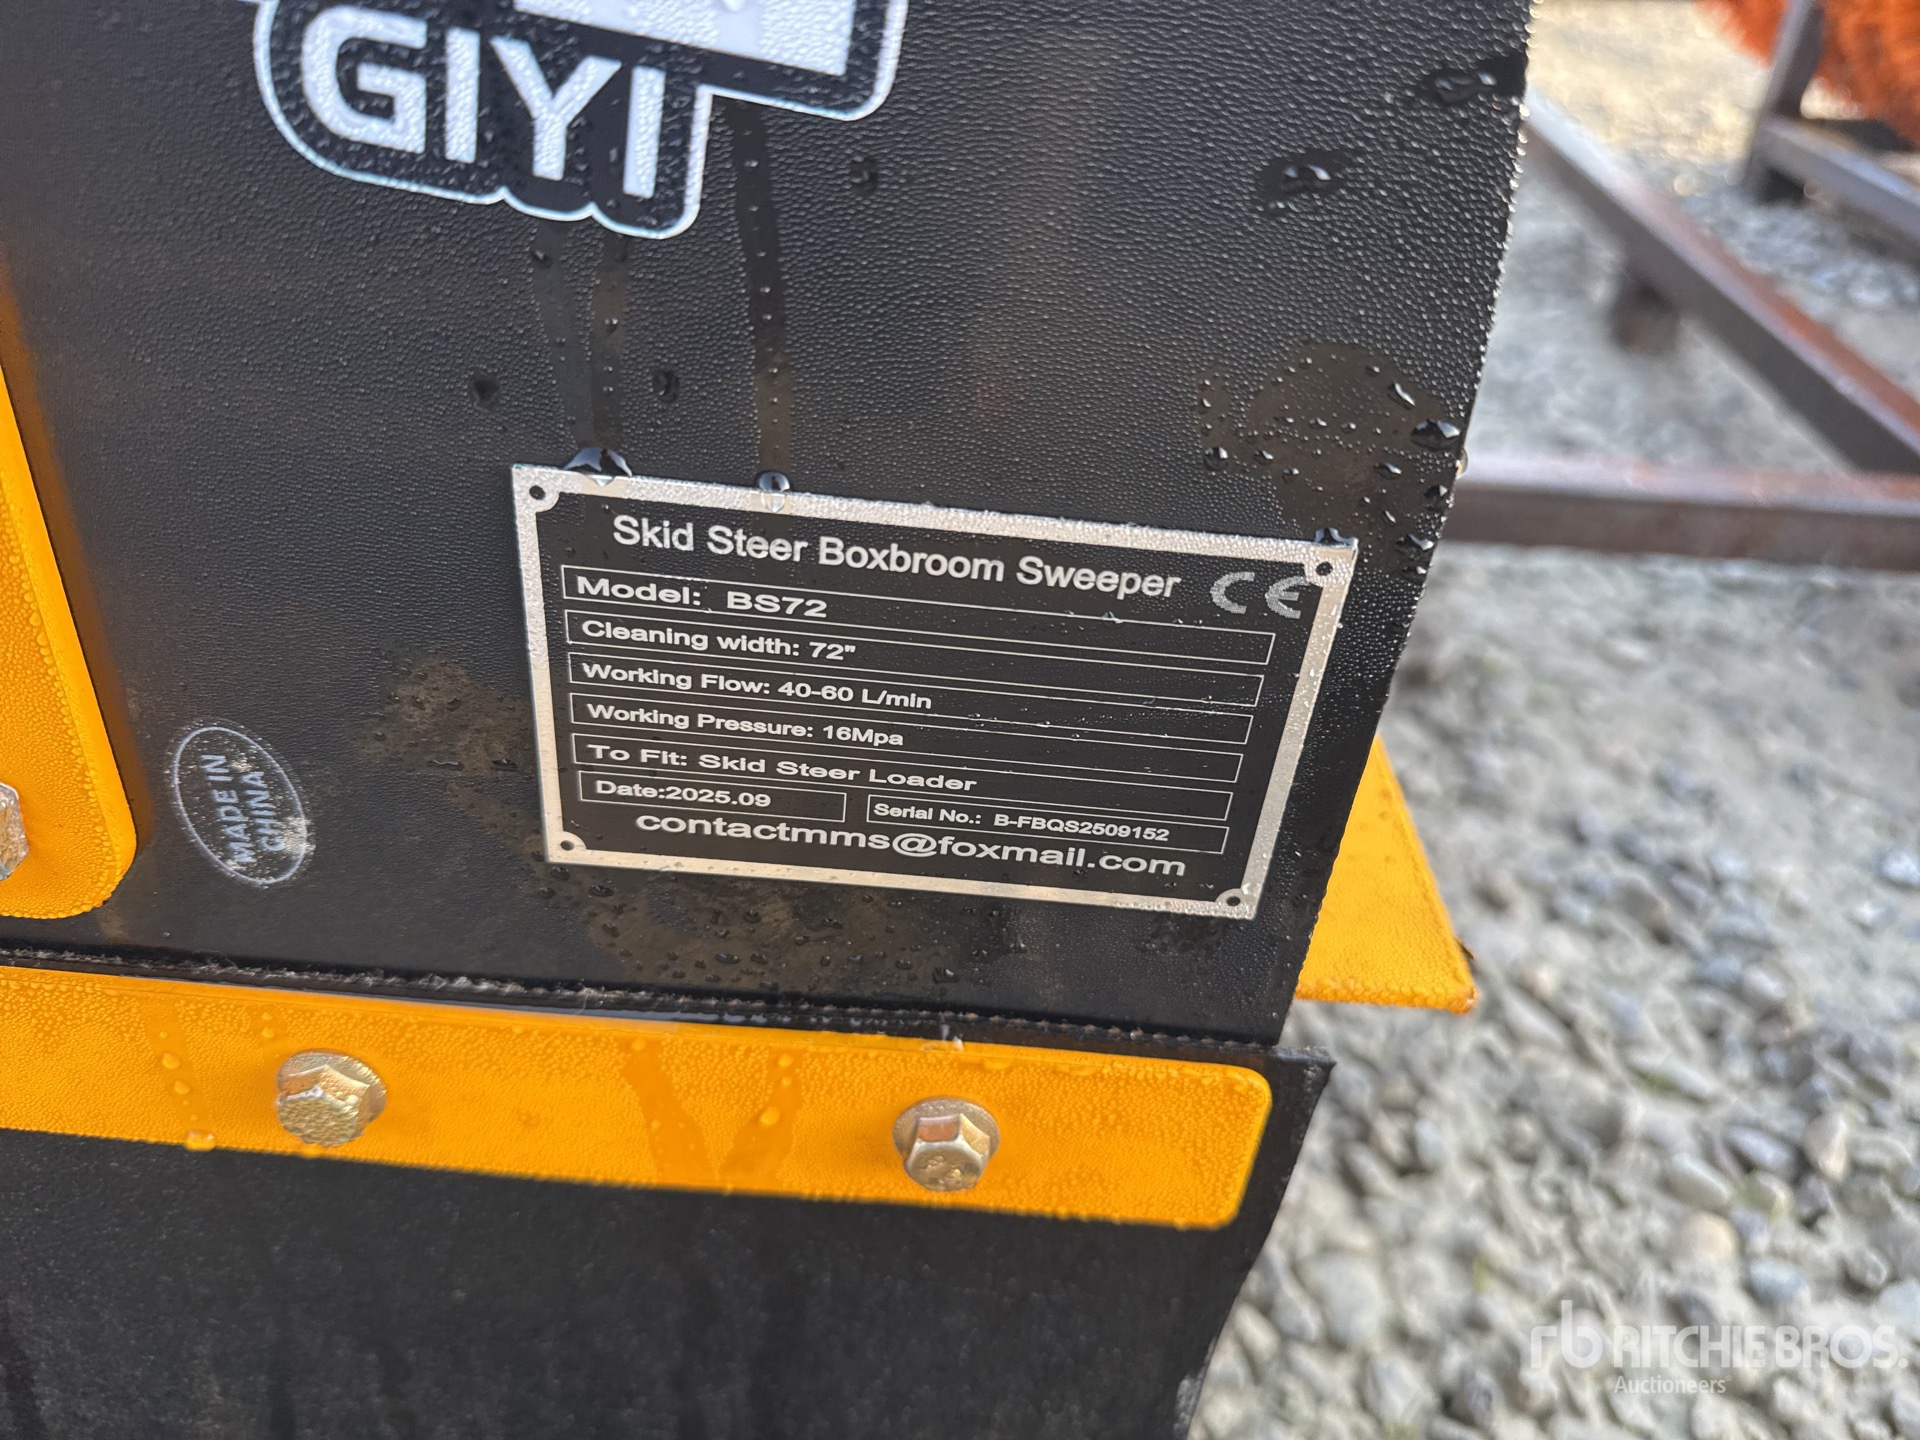 GIYI
Skid Steer Boxbroom Sweeper CE
Model: BS72
Cleaning width: 72"
Working Flow: 40-60 L/min
Working Pressure: 16Mpa
To Fit: Skid Steer Loader
Date:2025.09 Serial No.: B-FBQS2509152
contactmms@foxmail.com
MADE IN
CHINA
rb RITCHIE BROS.
Auctioneers